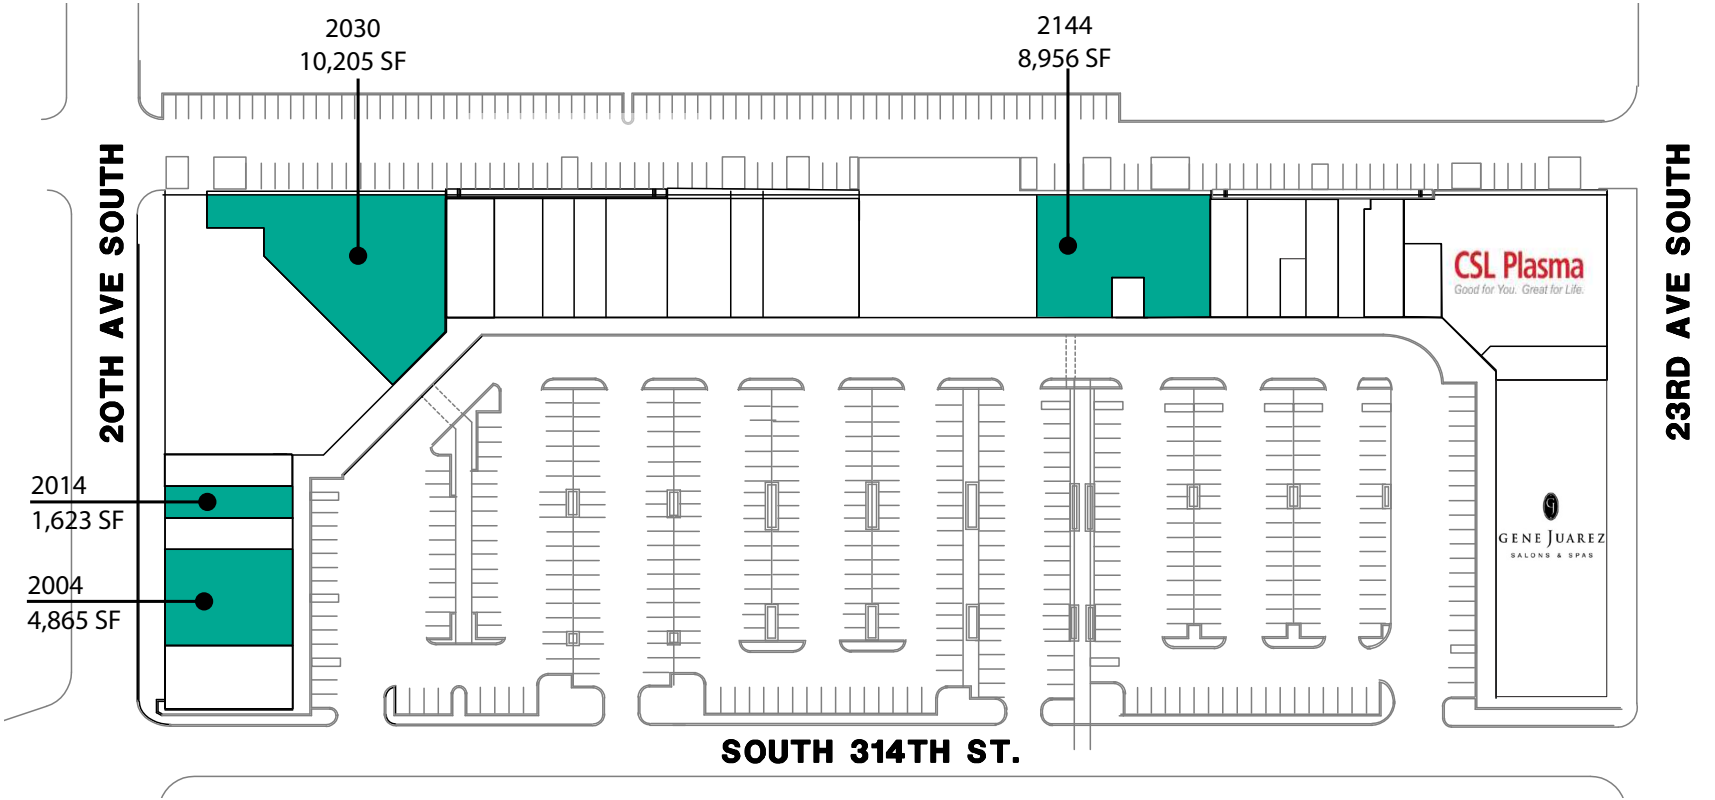 2030
10,205 SF
2144
8,956 SF
20TH AVE SOUTH
23RD AVE SOUTH
CSL Plasma
Good for You. Great for Life.
2014
1,623 SF
GJ
GENE JUAREZ
SALONS & SPAS
2004
4,865 SF
SOUTH 314TH ST.